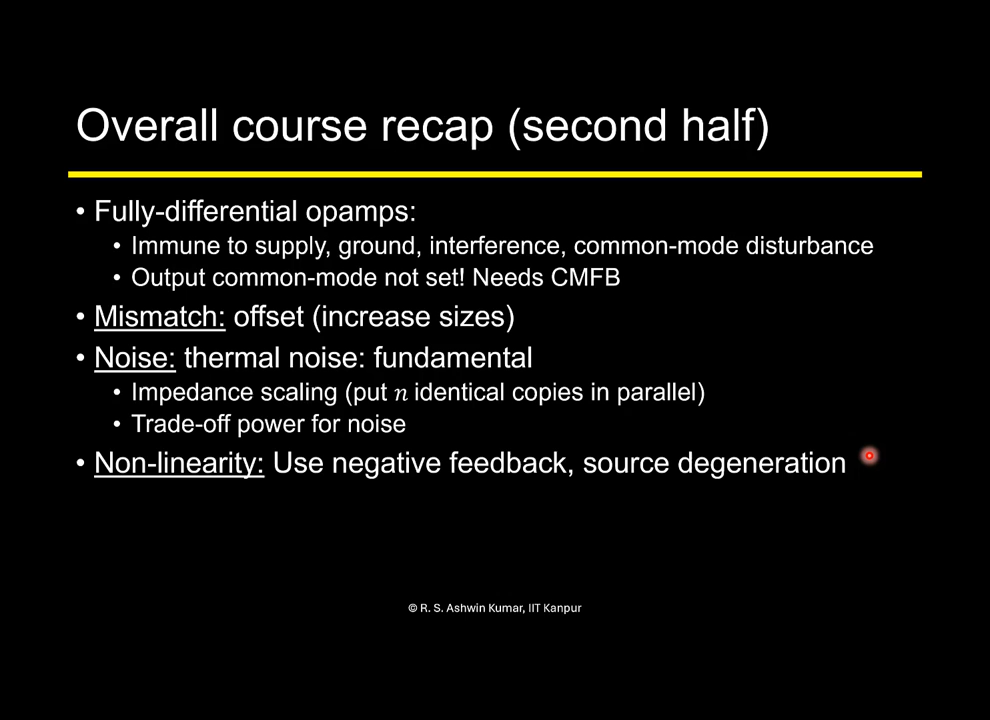 Overall course recap (second half)
• Fully-differential opamps:
• Immune to supply, ground, interference, common-mode disturbance
• Output common-mode not set! Needs CMFB
• Mismatch: offset (increase sizes)
• Noise: thermal noise: fundamental
• Impedance scaling (put 𝑛 identical copies in parallel)
• Trade-off power for noise
• Non-linearity: Use negative feedback, source degeneration
© R. S. Ashwin Kumar, IIT Kanpur